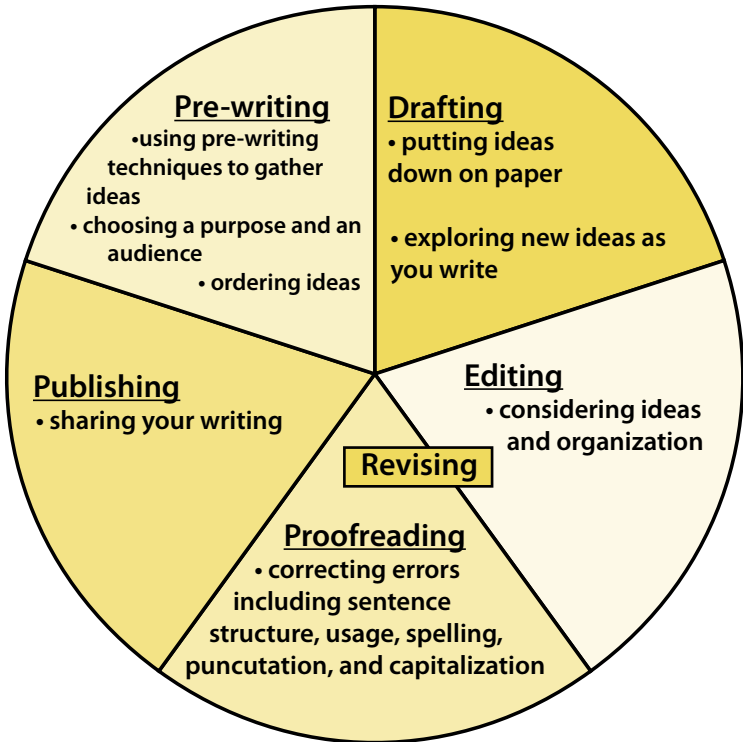 Pre-writing
•using pre-writing
techniques to gather
ideas
• choosing a purpose and an
audience
• ordering ideas
Drafting
• putting ideas
down on paper
• exploring new ideas as
you write
Editing
• considering ideas
and organization
Revising
Proofreading
• correcting errors
including sentence
structure, usage, spelling,
puncutation, and capitalization
Publishing
• sharing your writing